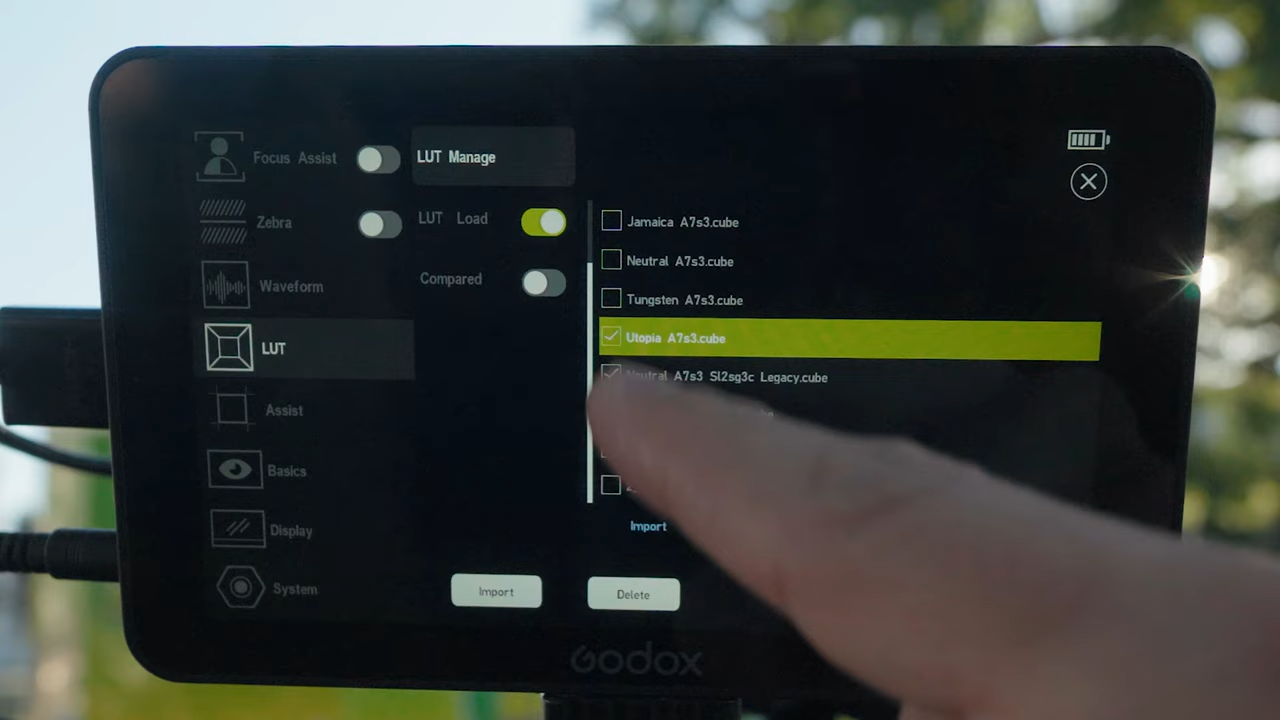 Focus Assist
Zebra
Waveform
LUT
Assist
Basics
Display
System
LUT Manage
LUT Load
Compared
Jamaica A7s3.cube
Neutral A7s3.cube
Tungsten A7s3.cube
Utopia A7s3.cube
Neutral A7s3 Sl2sg3c Legacy.cube
Import
Import
Delete
Godox